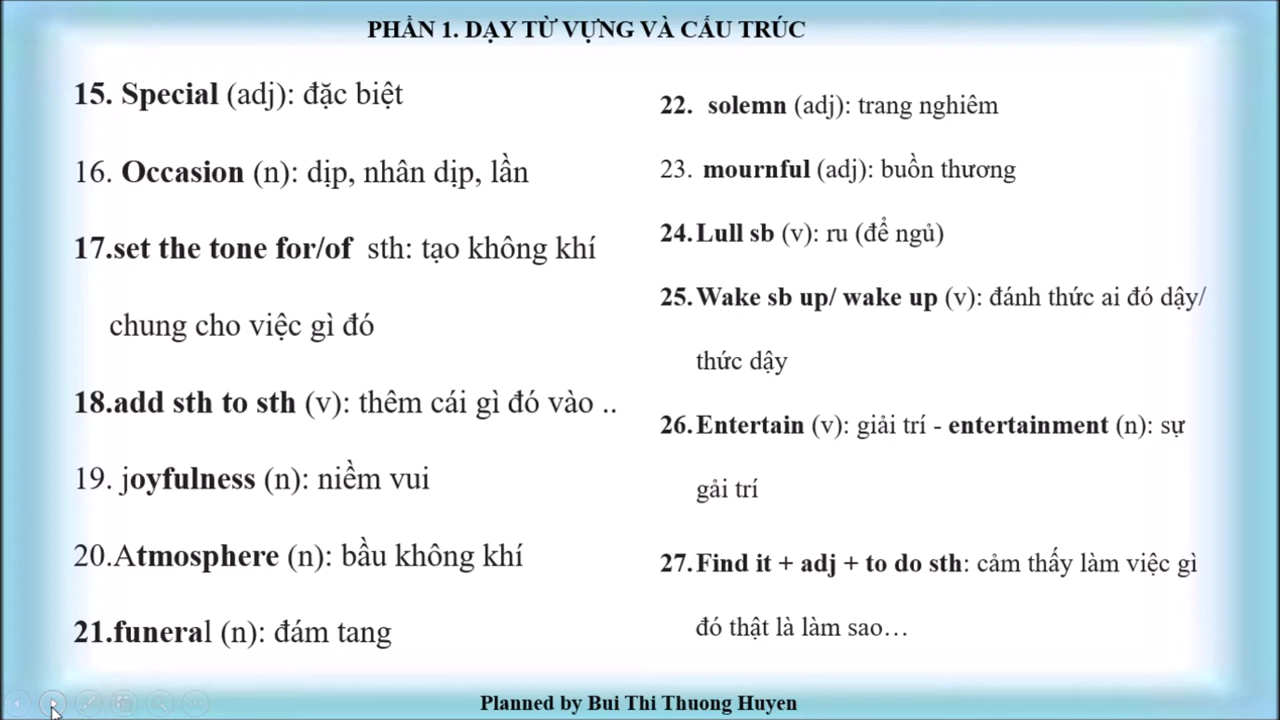 PHẦN 1. DẠY TỪ VỰNG VÀ CẤU TRÚC
15. Special (adj): đặc biệt
16. Occasion (n): dịp, nhân dịp, lần
17.set the tone for/of sth: tạo không khí
chung cho việc gì đó
18.add sth to sth (v): thêm cái gì đó vào ..
19. joyfulness (n): niềm vui
20.Atmosphere (n): bầu không khí
21.funeral (n): đám tang
22. solemn (adj): trang nghiêm
23. mournful (adj): buồn thương
24.Lull sb (v): ru (để ngủ)
25.Wake sb up/ wake up (v): đánh thức ai đó dậy/
thức dậy
26.Entertain (v): giải trí - entertainment (n): sự
gải trí
27.Find it + adj + to do sth: cảm thấy làm việc gì
đó thật là làm sao…
Planned by Bui Thi Thuong Huyen